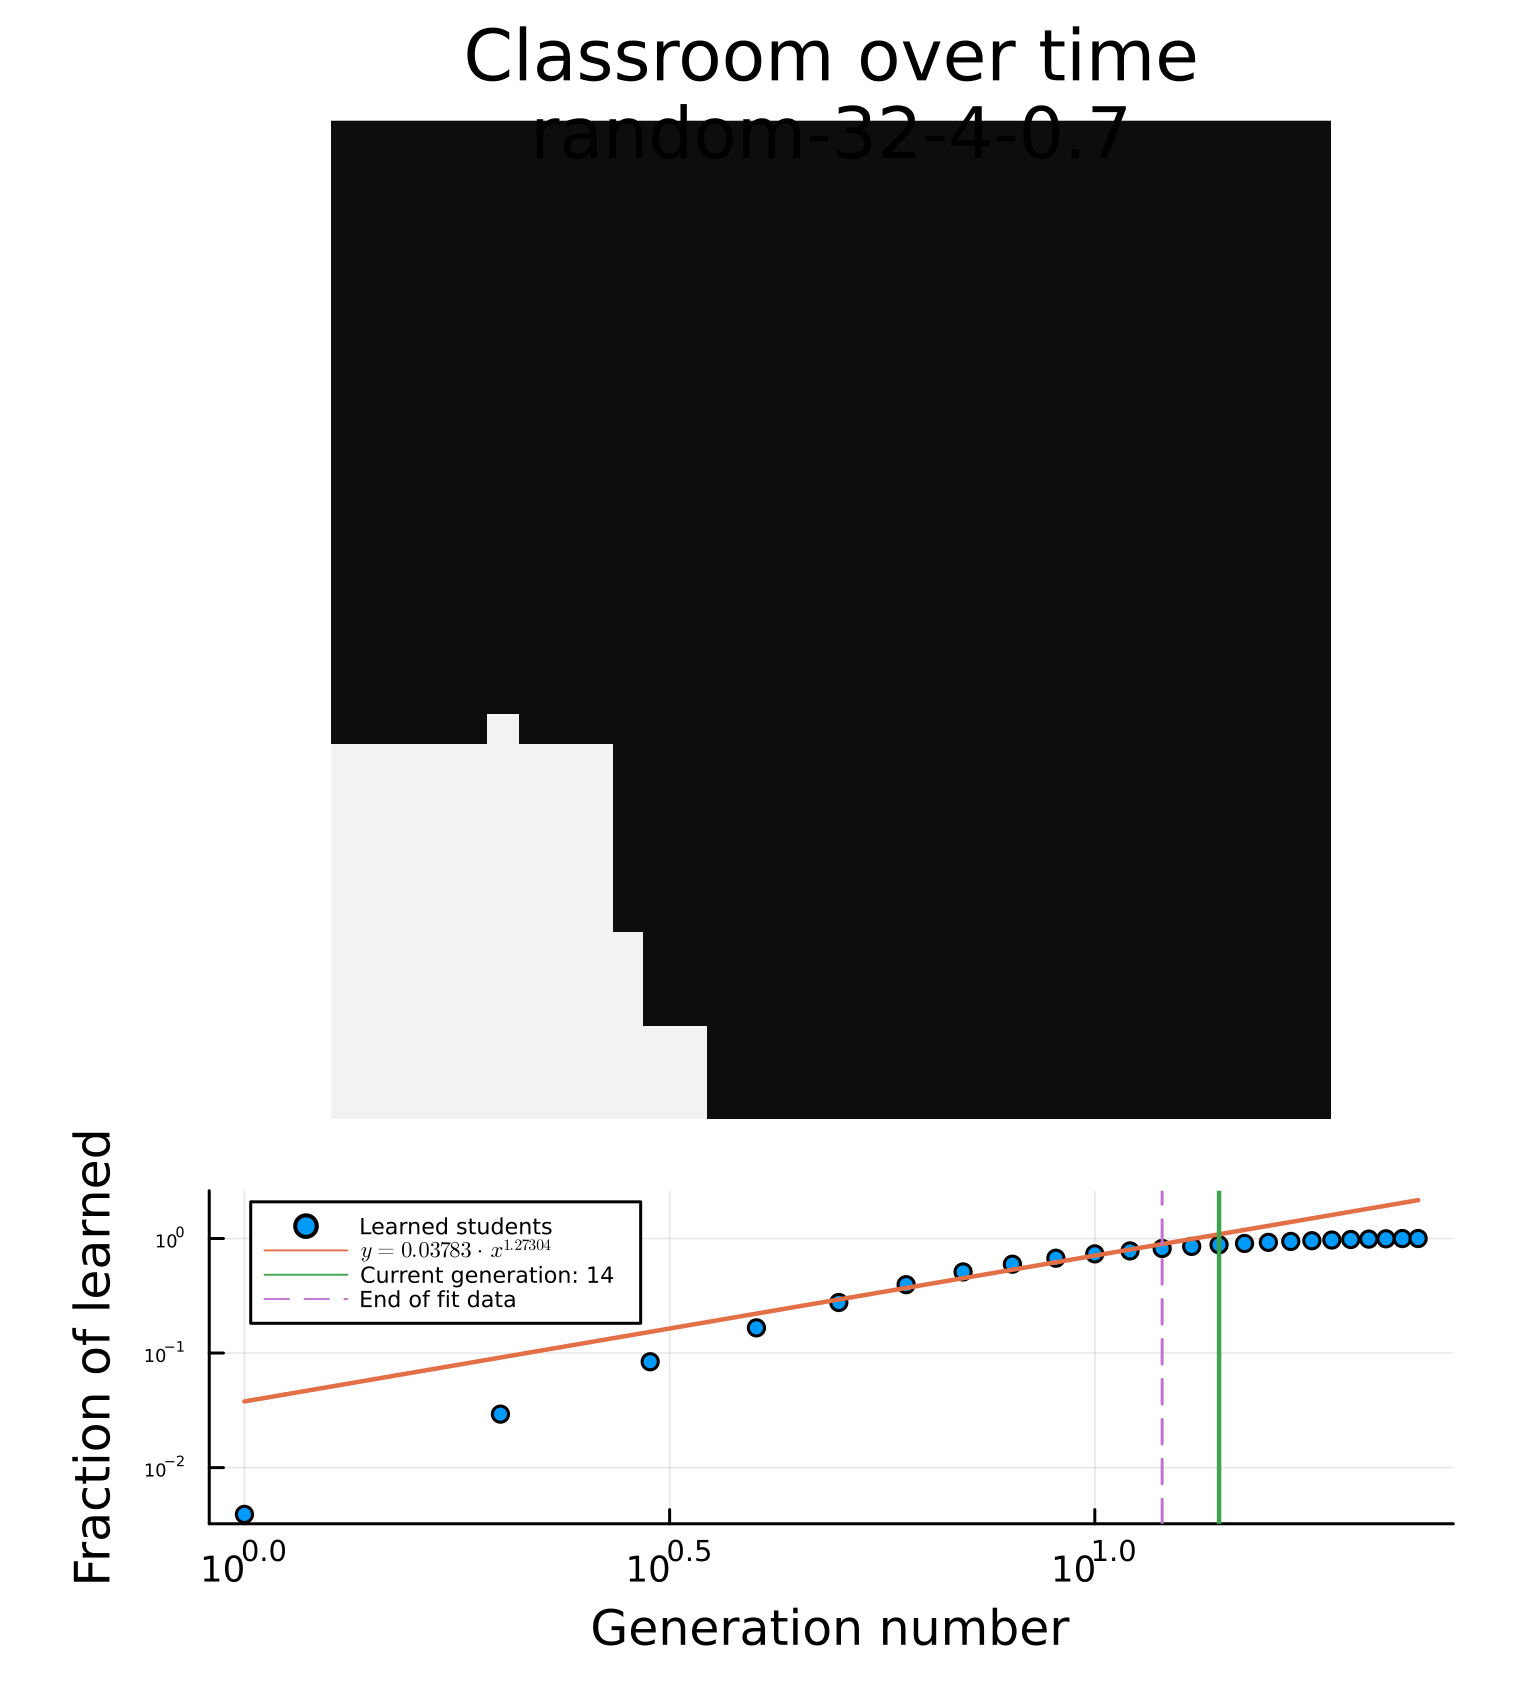 Classroom over time
random-32-4-0.7
Fraction of learned
10⁰
10⁻¹
10⁻²
Learned students
y = 0.03783 · x^1.27304
Current generation: 14
End of fit data
10^0.0
10^0.5
10^1.0
Generation number